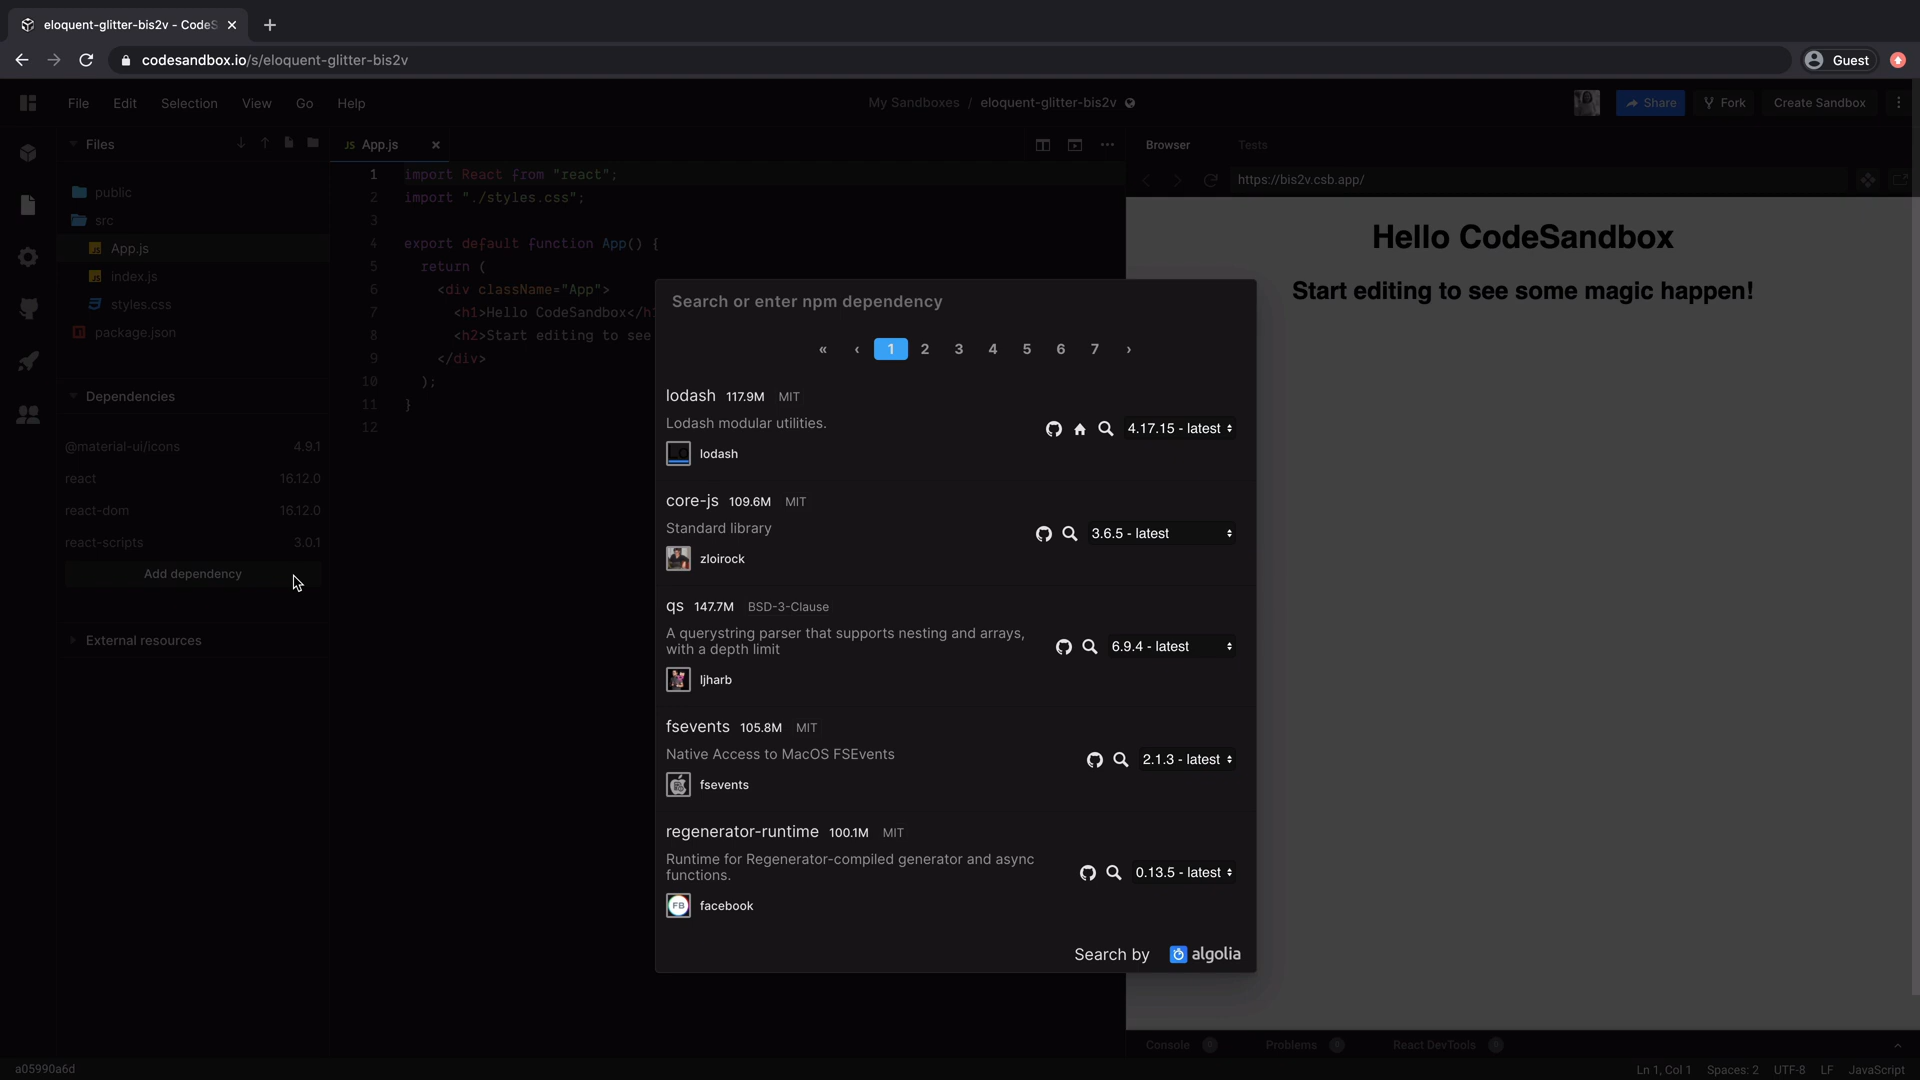 eloquent-glitter-bis2v - CodeS
codesandbox.io/s/eloquent-glitter-bis2v
Guest
File Edit Selection View Go Help
My Sandboxes / eloquent-glitter-bis2v
Share
Fork
Create Sandbox
Files
public
src
JS App.js
JS index.js
styles.css
package.json
Dependencies
@material-ui/icons 4.9.1
react 16.12.0
react-dom 16.12.0
react-scripts 3.0.1
Add dependency
External resources
JS App.js
1 import React from "react";
2 import "./styles.css";
3
4 export default function App() {
5 return (
6 <div className="App">
7 <h1>Hello CodeSandbox</h
8 <h2>Start editing to see
9 </div>
10 );
11 }
12
Search or enter npm dependency
« ‹ 1 2 3 4 5 6 7 ›
lodash 117.9M MIT
Lodash modular utilities.
4.17.15 - latest
lodash
core-js 109.6M MIT
Standard library
3.6.5 - latest
zloirock
qs 147.7M BSD-3-Clause
A querystring parser that supports nesting and arrays,
with a depth limit
6.9.4 - latest
ljharb
fsevents 105.8M MIT
Native Access to MacOS FSEvents
2.1.3 - latest
fsevents
regenerator-runtime 100.1M MIT
Runtime for Regenerator-compiled generator and async
functions.
0.13.5 - latest
FB facebook
Search by algolia
Browser Tests
https://bis2v.csb.app/
Hello CodeSandbox
Start editing to see some magic happen!
Console 0 Problems 0 React DevTools 0
a05990a6d
Ln 1, Col 1 Spaces: 2 UTF-8 LF JavaScript